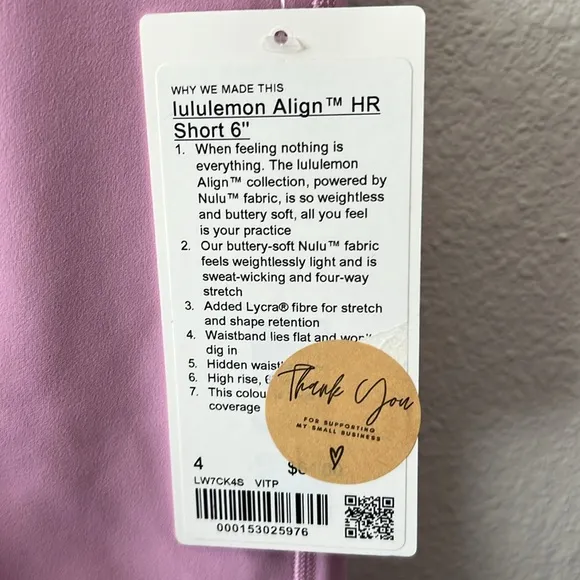 WHY WE MADE THIS
lululemon Align™ HR
Short 6"
1. When feeling nothing is
everything. The lululemon
Align™ collection, powered by
Nulu™ fabric, is so weightless
and buttery soft, all you feel
is your practice
2. Our buttery-soft Nulu™ fabric
feels weightlessly light and is
sweat-wicking and four-way
stretch
3. Added Lycra® fibre for stretch
and shape retention
4. Waistband lies flat and won't
dig in
5. Hidden
6. High rise,
7. This
coverage
Thank You
FOR SUPPORTING
MY SMALL BUSINESS
4
LW7CK4S VITP
000153025976